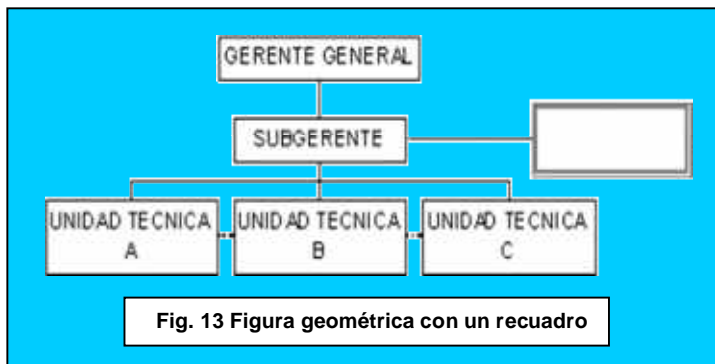 GERENTE GENERAL
SUBGERENTE
UNIDAD TECNICA
A
UNIDAD TECNICA
B
UNIDAD TECNICA
C
Fig. 13 Figura geométrica con un recuadro